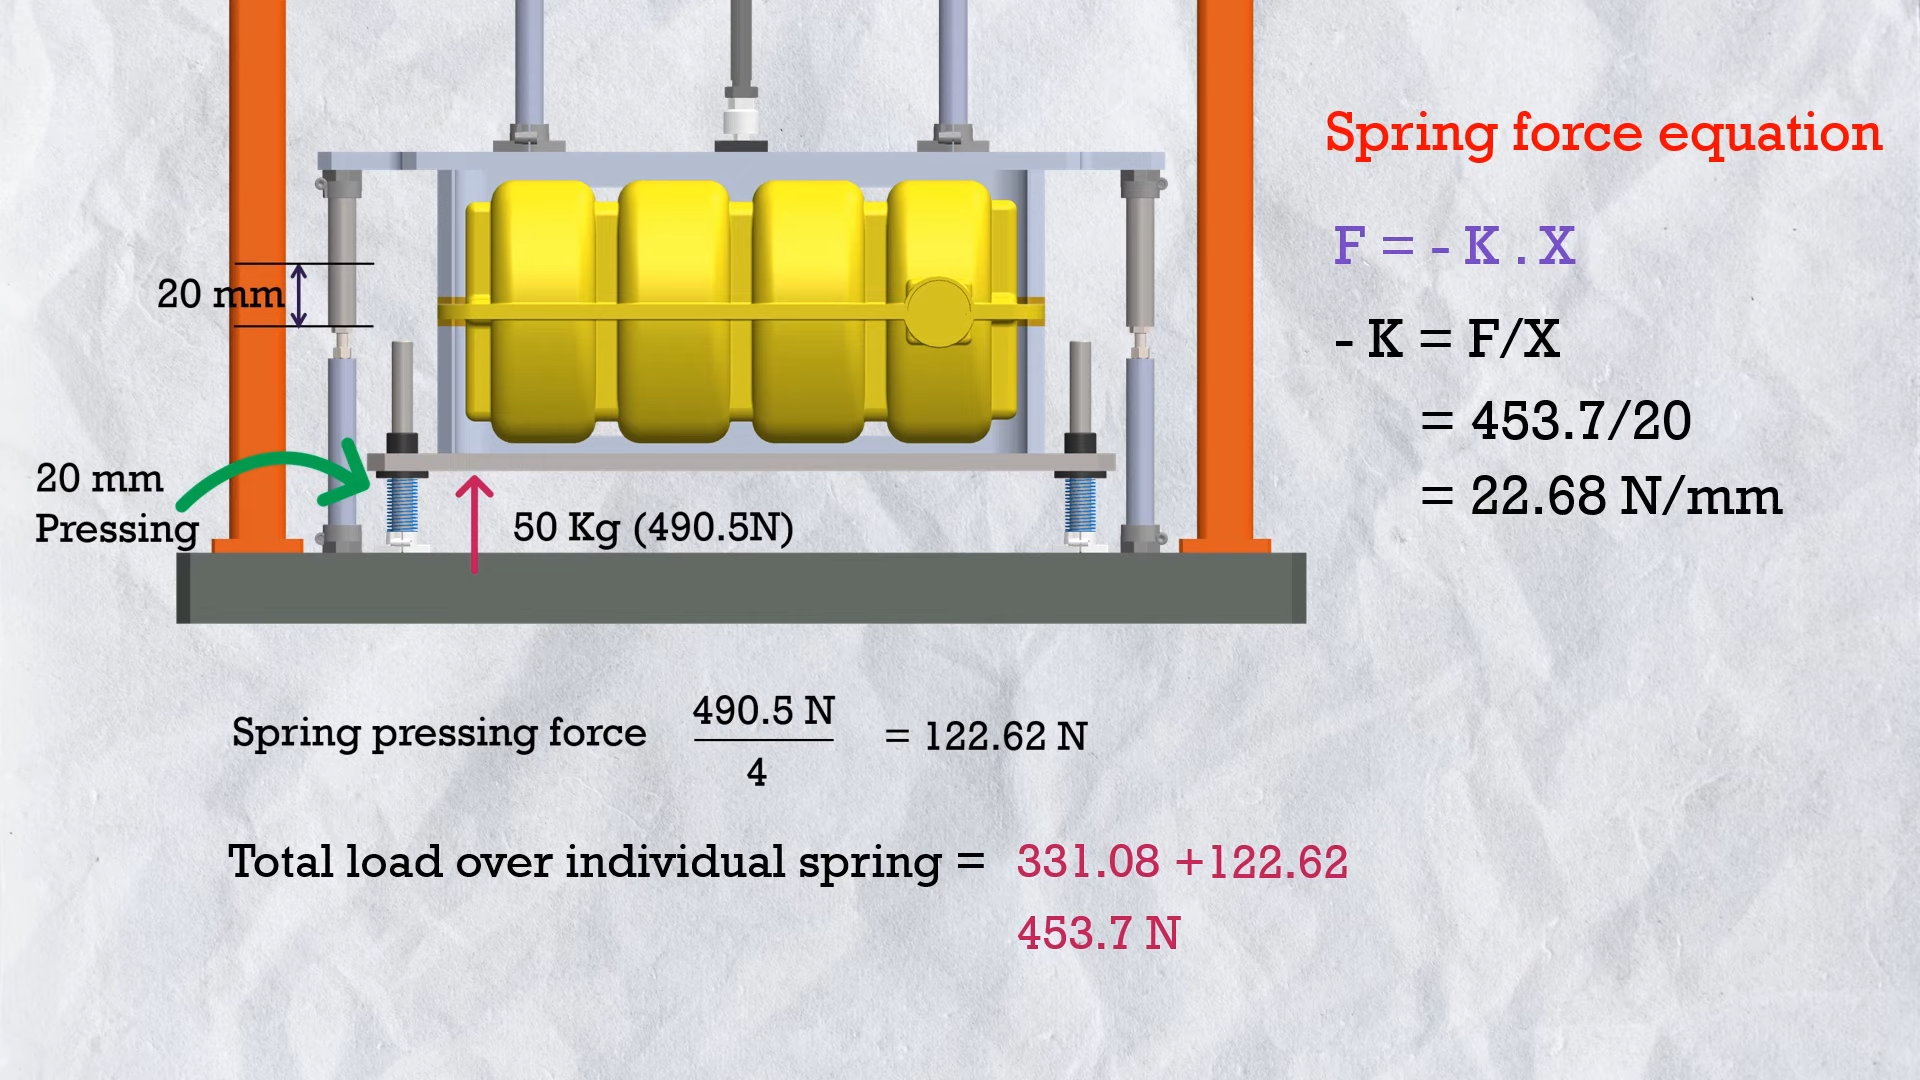 Spring force equation
F = - K . X
- K = F/X
= 453.7/20
= 22.68 N/mm
20 mm
20 mm
Pressing
50 Kg (490.5N)
Spring pressing force 490.5 N
4
= 122.62 N
Total load over individual spring = 331.08 +122.62
453.7 N